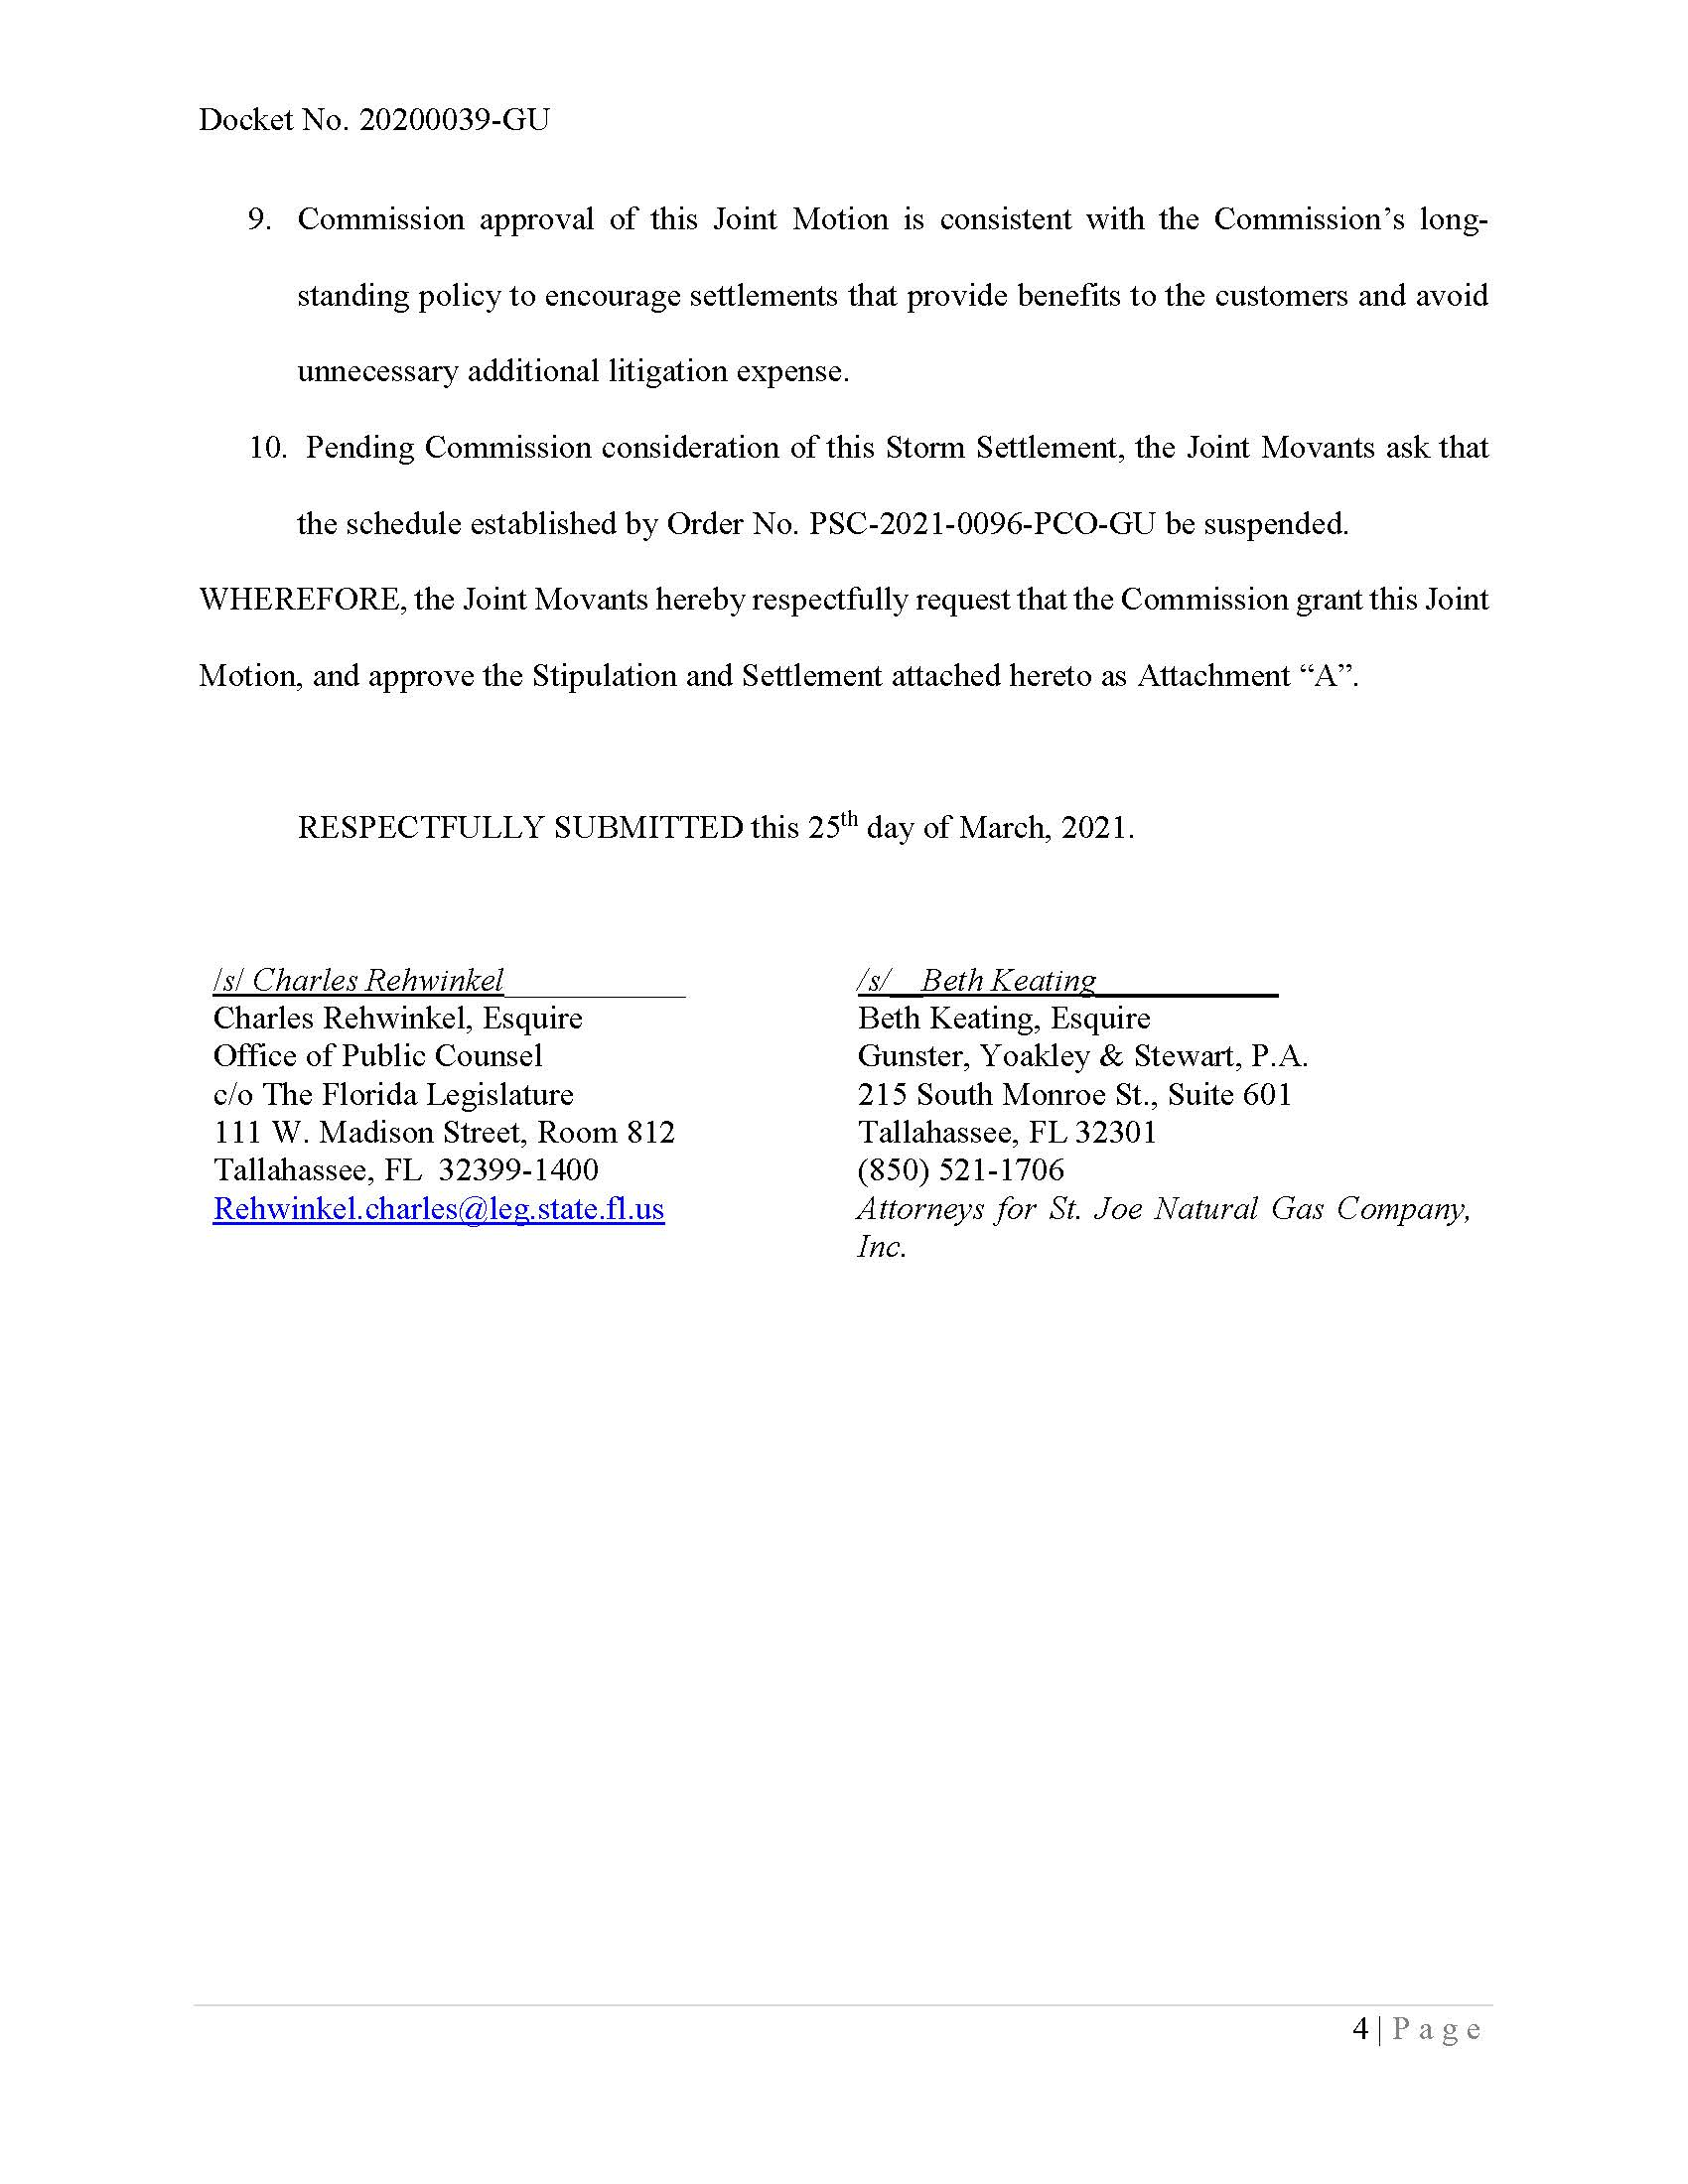 Docket No. 20200039-GU
9. Commission approval of this Joint Motion is consistent with the Commission’s long-
standing policy to encourage settlements that provide benefits to the customers and avoid
unnecessary additional litigation expense.
10. Pending Commission consideration of this Storm Settlement, the Joint Movants ask that
the schedule established by Order No. PSC-2021-0096-PCO-GU be suspended.
WHEREFORE, the Joint Movants hereby respectfully request that the Commission grant this Joint
Motion, and approve the Stipulation and Settlement attached hereto as Attachment “A”.
RESPECTFULLY SUBMITTED this 25th day of March, 2021.
/s/ Charles Rehwinkel___________
Charles Rehwinkel, Esquire
Office of Public Counsel
c/o The Florida Legislature
111 W. Madison Street, Room 812
Tallahassee, FL 32399-1400
Rehwinkel.charles@leg.state.fl.us
/s/__Beth Keating___________
Beth Keating, Esquire
Gunster, Yoakley & Stewart, P.A.
215 South Monroe St., Suite 601
Tallahassee, FL 32301
(850) 521-1706
Attorneys for St. Joe Natural Gas Company,
Inc.
4 | Page